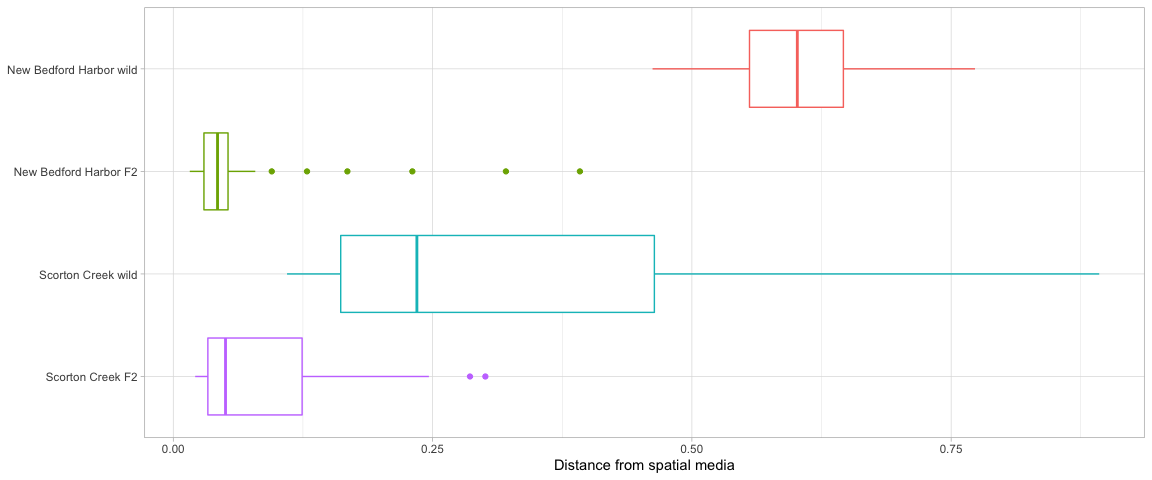 New Bedford Harbor wild
New Bedford Harbor F2
Scorton Creek wild
Scorton Creek F2
0.00 0.25 0.50 0.75
Distance from spatial media